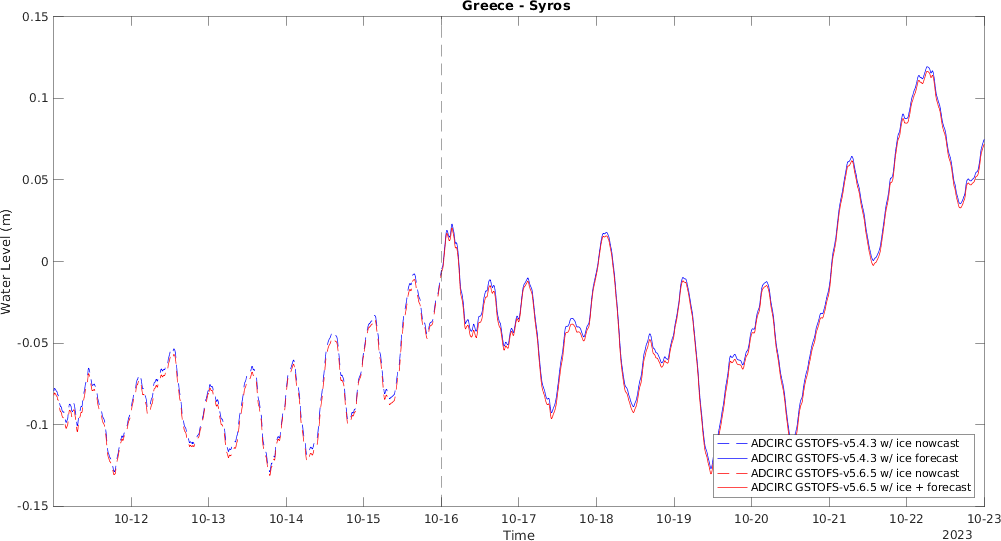 Greece - Syros
0.15
0.1
0.05
0
-0.05
-0.1
-0.15
Water Level (m)
ADCIRC GSTOFS-v5.4.3 w/ ice nowcast
ADCIRC GSTOFS-v5.4.3 w/ ice forecast
ADCIRC GSTOFS-v5.6.5 w/ ice nowcast
ADCIRC GSTOFS-v5.6.5 w/ ice + forecast
10-12 10-13 10-14 10-15 10-16 10-17 10-18 10-19 10-20 10-21 10-22 10-23
Time
2023